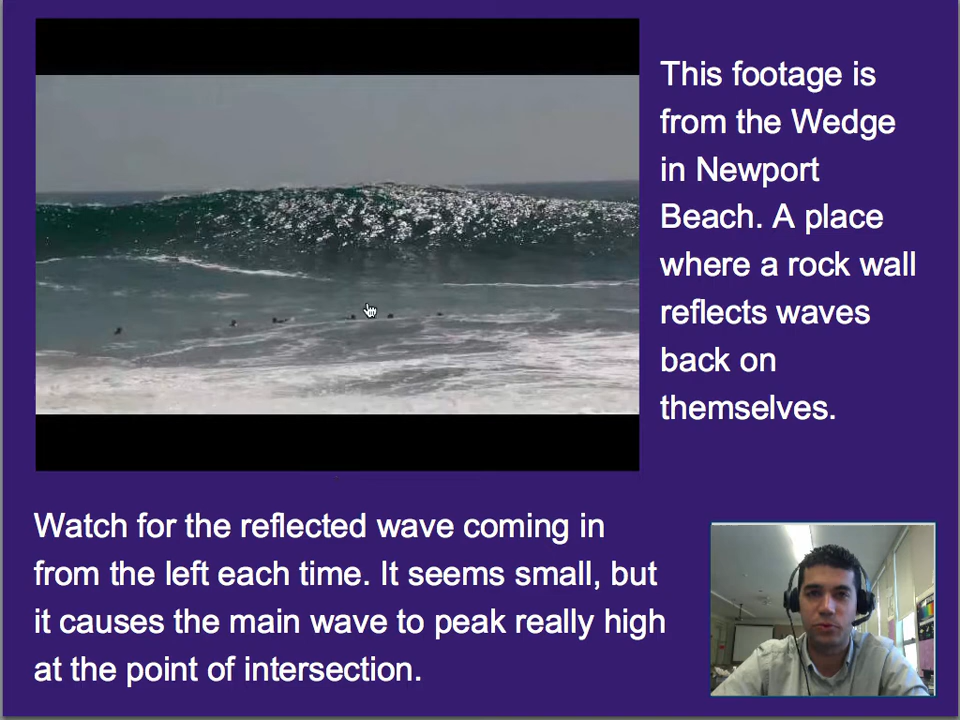 This footage is
from the Wedge
in Newport
Beach. A place
where a rock wall
reflects waves
back on
themselves.
Watch for the reflected wave coming in
from the left each time. It seems small, but
it causes the main wave to peak really high
at the point of intersection.